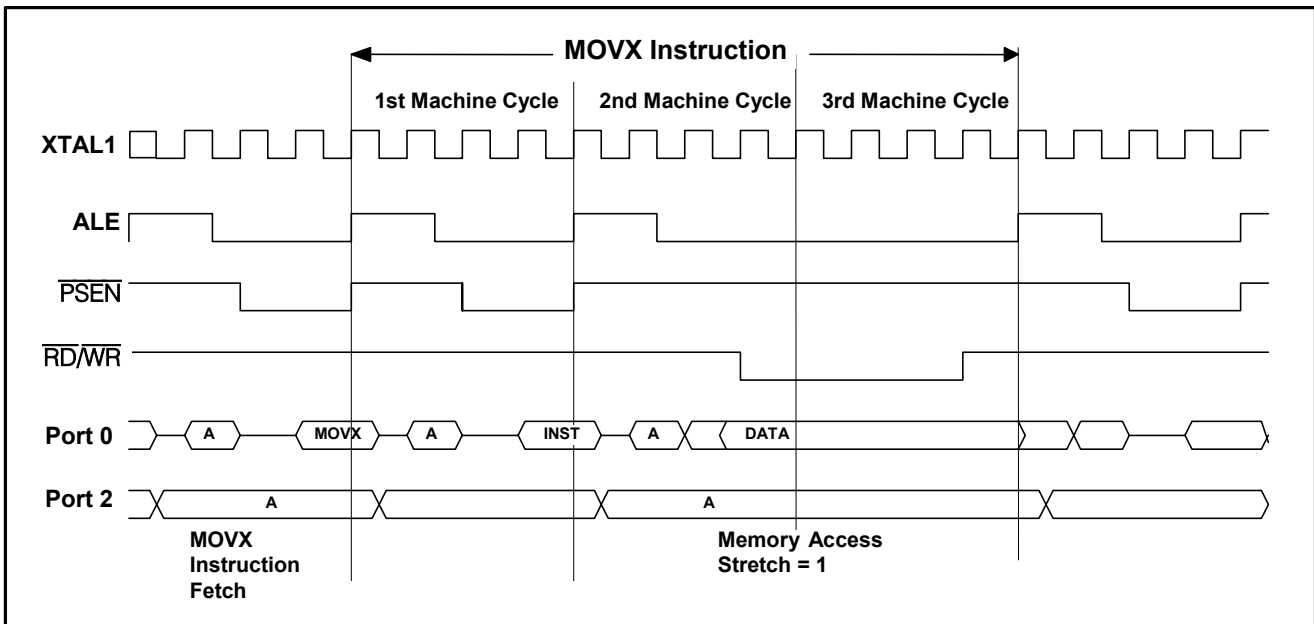 MOVX Instruction
1st Machine Cycle
2nd Machine Cycle
3rd Machine Cycle
XTAL1
ALE
PSEN
RD/WR
Port 0
A
MOVX
A
INST
A
DATA
Port 2
A
A
MOVX
Instruction
Fetch
Memory Access
Stretch = 1